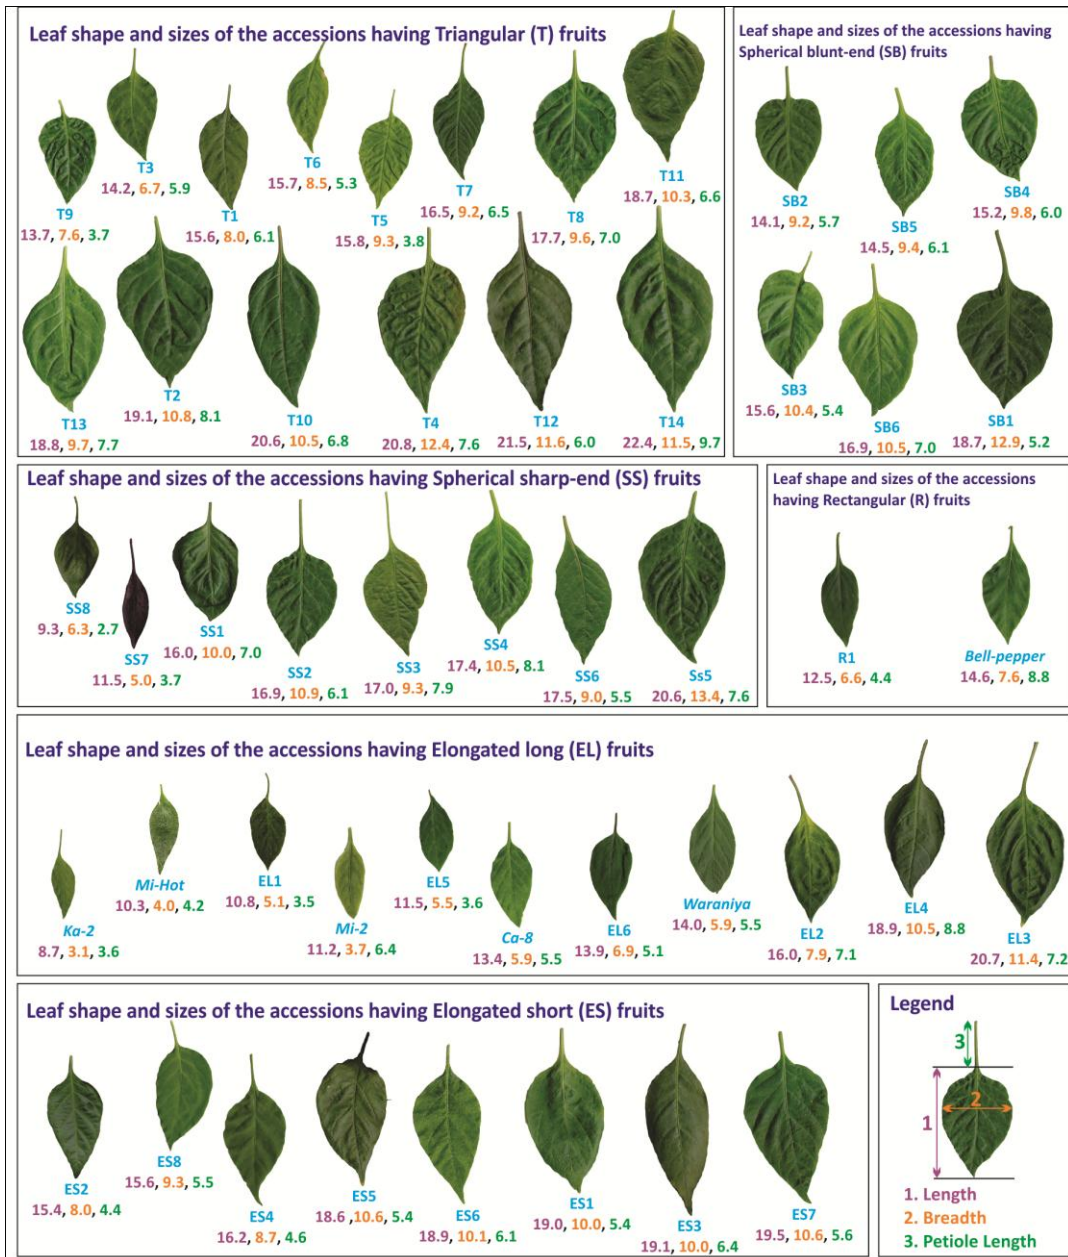 Leaf shape and sizes of the accessions having Triangular (T) fruits
T9
13.7, 7.6, 3.7
T3
14.2, 6.7, 5.9
T1
15.6, 8.0, 6.1
T6
15.7, 8.5, 5.3
T5
15.8, 9.3, 3.8
T7
16.5, 9.2, 6.5
T8
17.7, 9.6, 7.0
T11
18.7, 10.3, 6.6
T13
18.8, 9.7, 7.7
T2
19.1, 10.8, 8.1
T10
20.6, 10.5, 6.8
T4
20.8, 12.4, 7.6
T12
21.5, 11.6, 6.0
T14
22.4, 11.5, 9.7
Leaf shape and sizes of the accessions having
Spherical blunt-end (SB) fruits
SB2
14.1, 9.2, 5.7
SB5
14.5, 9.4, 6.1
SB4
15.2, 9.8, 6.0
SB3
15.6, 10.4, 5.4
SB6
16.9, 10.5, 7.0
SB1
18.7, 12.9, 5.2
Leaf shape and sizes of the accessions having Spherical sharp-end (SS) fruits
SS8
9.3, 6.3, 2.7
SS7
11.5, 5.0, 3.7
SS1
16.0, 10.0, 7.0
SS2
16.9, 10.9, 6.1
SS3
17.0, 9.3, 7.9
SS4
17.4, 10.5, 8.1
SS6
17.5, 9.0, 5.5
Ss5
20.6, 13.4, 7.6
Leaf shape and sizes of the accessions
having Rectangular (R) fruits
R1
12.5, 6.6, 4.4
Bell-pepper
14.6, 7.6, 8.8
Leaf shape and sizes of the accessions having Elongated long (EL) fruits
Ka-2
8.7, 3.1, 3.6
Mi-Hot
10.3, 4.0, 4.2
EL1
10.8, 5.1, 3.5
Mi-2
11.2, 3.7, 6.4
EL5
11.5, 5.5, 3.6
Ca-8
13.4, 5.9, 5.5
EL6
13.9, 6.9, 5.1
Waraniya
14.0, 5.9, 5.5
EL2
16.0, 7.9, 7.1
EL4
18.9, 10.5, 8.8
EL3
20.7, 11.4, 7.2
Leaf shape and sizes of the accessions having Elongated short (ES) fruits
ES2
15.4, 8.0, 4.4
ES8
15.6, 9.3, 5.5
ES4
16.2, 8.7, 4.6
ES5
18.6, 10.6, 5.4
ES6
18.9, 10.1, 6.1
ES1
19.0, 10.0, 5.4
ES3
19.1, 10.0, 6.4
ES7
19.5, 10.6, 5.6
Legend
3
2
1
1. Length
2. Breadth
3. Petiole Length